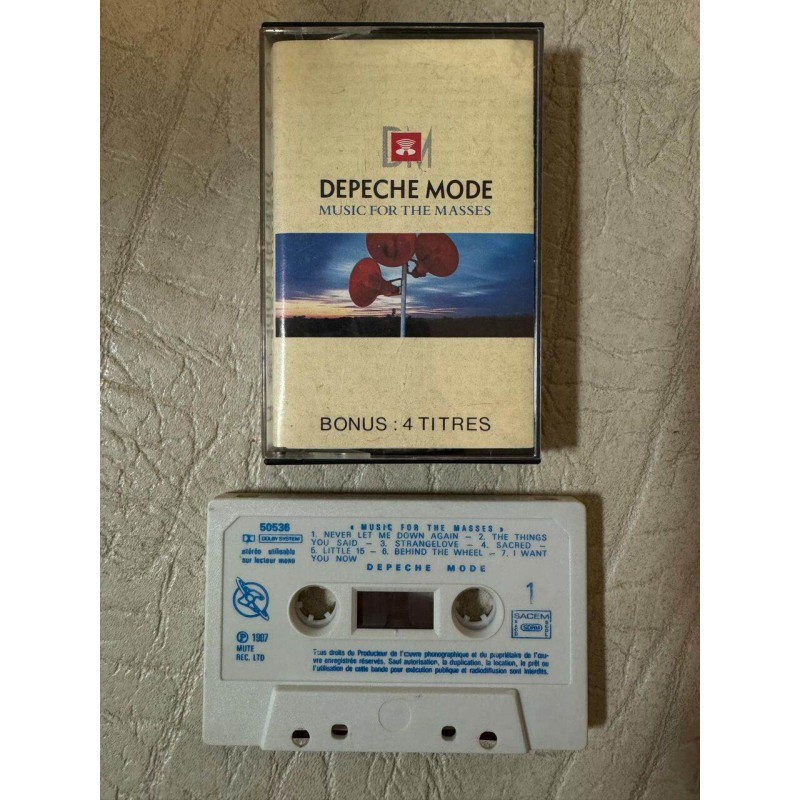 DM
DEPECHE MODE
MUSIC FOR THE MASSES
BONUS : 4 TITRES
50536
DOLBY SYSTEM
stéréo utilisable
sur lecteur mono
« MUSIC FOR THE MASSES »
1. NEVER LET ME DOWN AGAIN – 2. THE THINGS
YOU SAID – 3. STRANGELOVE – 4. SACRED –
5. LITTLE 15 – 6. BEHIND THE WHEEL – 7. I WANT
YOU NOW
DEPECHE MODE
1
SACEM
SDRM
℗ 1987
MUTE
REC. LTD
Tous droits du Producteur de l'œuvre phonographique et du propriétaire de l'œu-
vre enregistrée réservés. Sauf autorisation, la duplication, la location, le prêt ou
l'utilisation de cette bande pour exécution publique et radiodiffusion sont interdits.